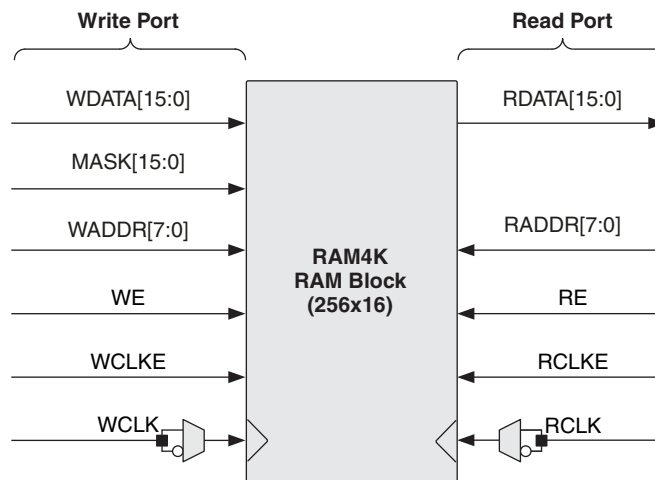 Write Port
Read Port
WDATA[15:0]
RDATA[15:0]
MASK[15:0]
WADDR[7:0]
RADDR[7:0]
RAM4K
RAM Block
(256x16)
WE
RE
WCLKE
RCLKE
WCLK
RCLK